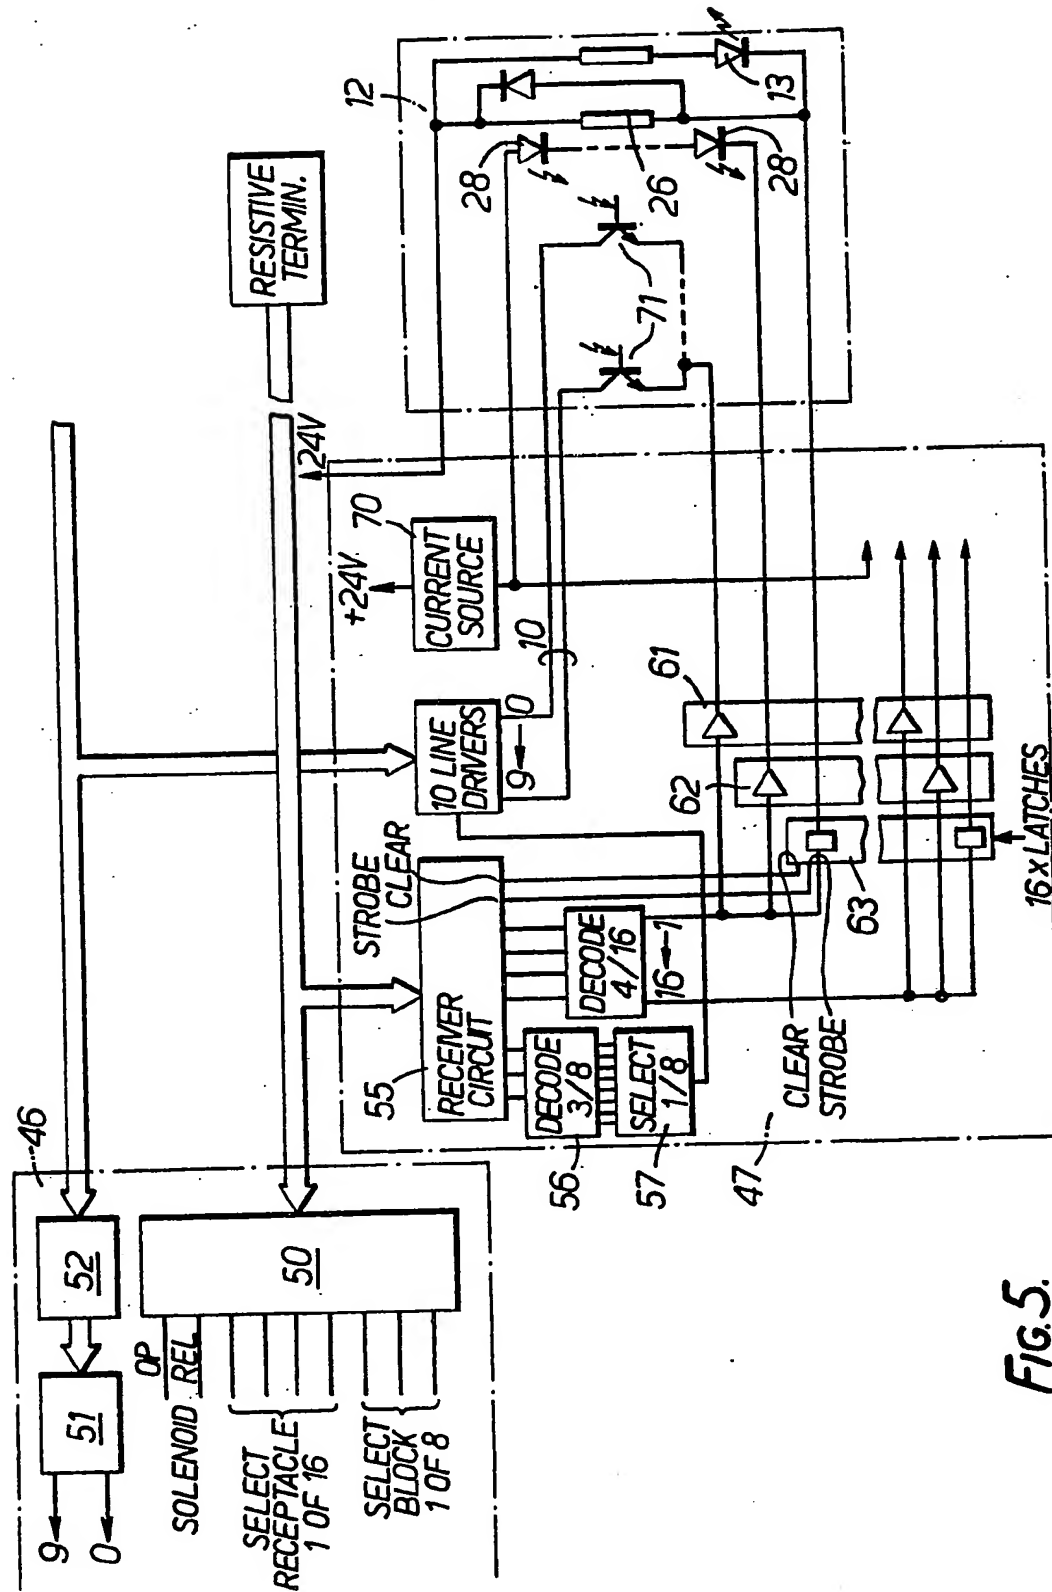 46
52
51
9
0
OP
SOLENOID REL
SELECT
RECEPTACLE
1 OF 16
SELECT
BLOCK
1 OF 8
50
RESISTIVE
TERMIN.
24V
+24V
70
CURRENT
SOURCE
10 LINE
DRIVERS
9
0
10
55
RECEIVER
CIRCUIT
STROBE
CLEAR
DECODE
3/8
56
SELECT
1/8
57
DECODE
4/16
16
1
47
CLEAR
STROBE
63
62
61
16 x LATCHES
12
28
26
28
13
71
FIG. 5.